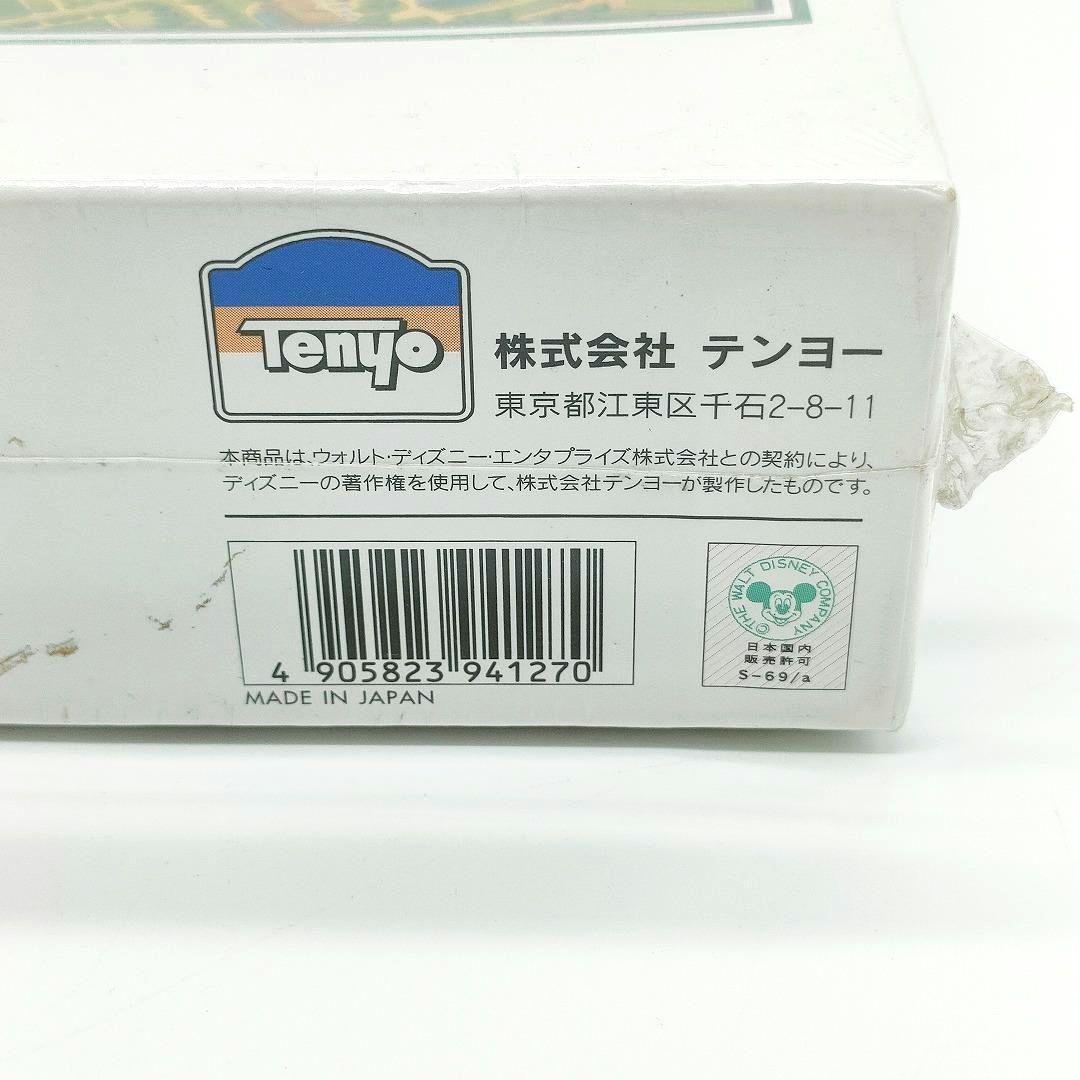 Tenyo
株式会社 テンヨー
東京都江東区千石2-8-11
本商品は、ウォルト・ディズニー・エンタプライズ株式会社との契約により、
ディズニーの著作権を使用して、株式会社テンヨーが製作したものです。
4 905823 941270
MADE IN JAPAN
©THE WALT DISNEY COMPANY
日本国内
販売許可
S-69/a